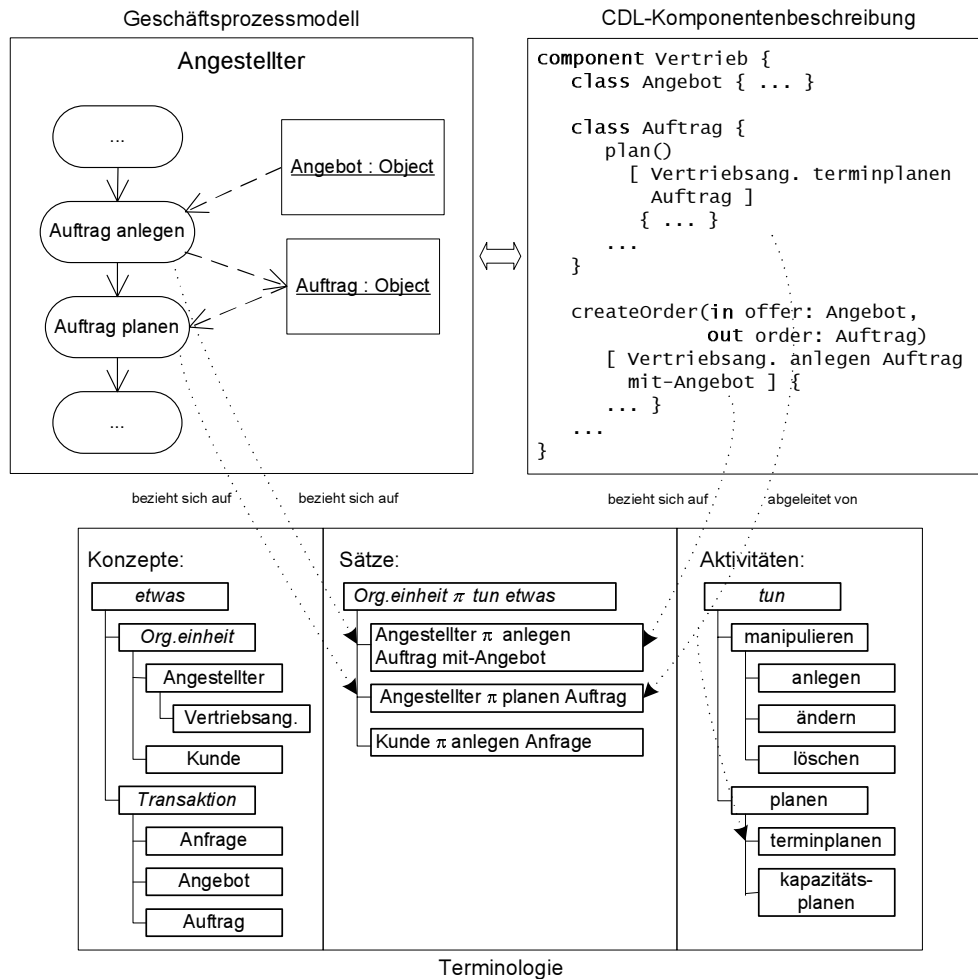 Geschäftsprozessmodell
Angestellter
...
Angebot : Object
Auftrag anlegen
Auftrag : Object
Auftrag planen
...
CDL-Komponentenbeschreibung
component Vertrieb {
class Angebot { ... }
class Auftrag {
plan()
[ Vertriebsang. terminplanen
Auftrag ]
{ ... }
...
}
createOrder(in offer: Angebot,
out order: Auftrag)
[ Vertriebsang. anlegen Auftrag
mit-Angebot ] {
... }
...
}
bezieht sich auf
bezieht sich auf
bezieht sich auf
abgeleitet von
Konzepte:
etwas
Org.einheit
Angestellter
Vertriebsang.
Kunde
Transaktion
Anfrage
Angebot
Auftrag
Sätze:
Org.einheit π tun etwas
Angestellter π anlegen
Auftrag mit-Angebot
Angestellter π planen Auftrag
Kunde π anlegen Anfrage
Aktivitäten:
tun
manipulieren
anlegen
ändern
löschen
planen
terminplanen
kapazitäts-
planen
Terminologie